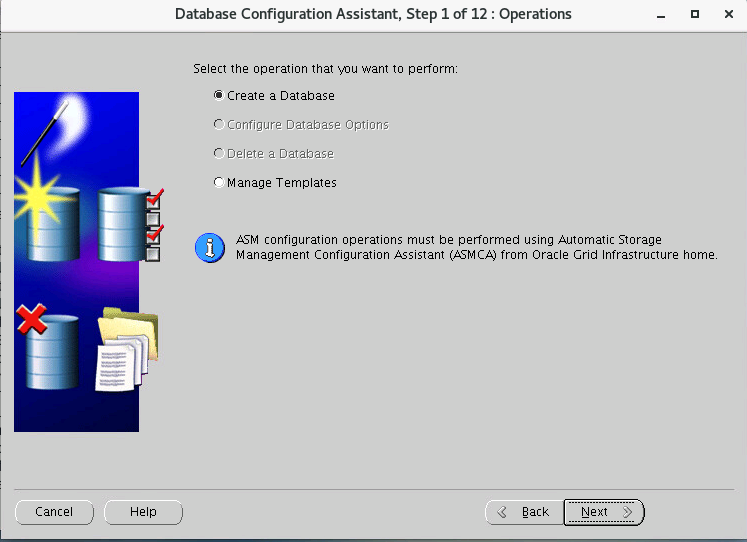 Database Configuration Assistant, Step 1 of 12 : Operations
Select the operation that you want to perform:
Create a Database
Configure Database Options
Delete a Database
Manage Templates
ASM configuration operations must be performed using Automatic Storage
Management Configuration Assistant (ASMCA) from Oracle Grid Infrastructure home.
Cancel
Help
Back
Next